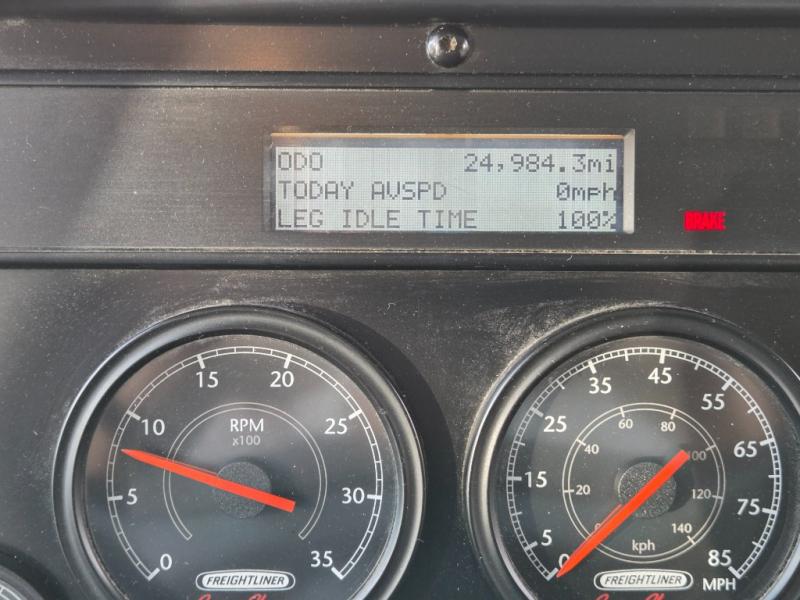 ODO 24,984.3mi
TODAY AVSPD 0mph
LEG IDLE TIME 100%
BRAKE
0
5
10
15
20
25
30
35
RPM
x100
FREIGHTLINER
0
5
15
25
35
45
55
65
75
85
MPH
20
40
60
80
100
120
140
kph
FREIGHTLINER